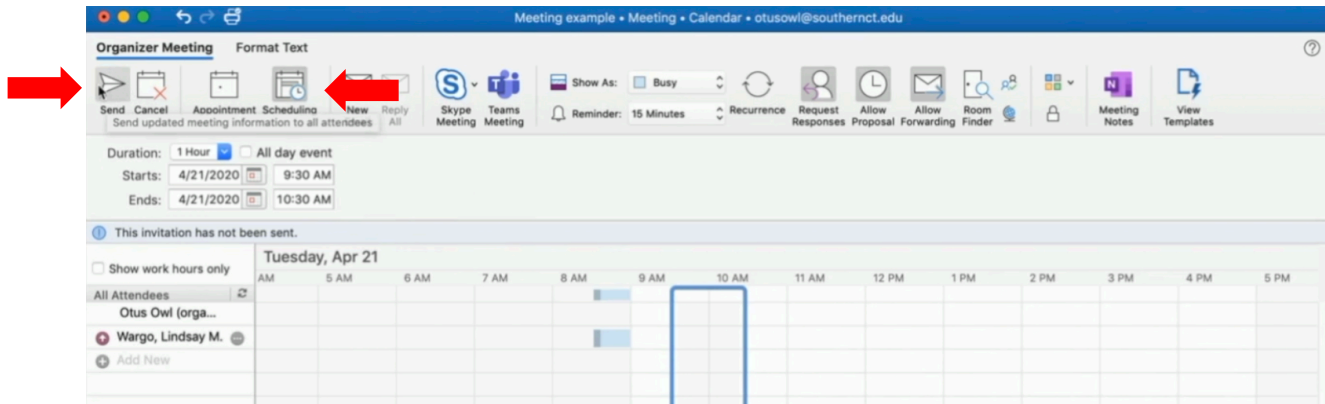 Meeting example • Meeting • Calendar • otusowl@southernct.edu
Organizer Meeting Format Text
Send Cancel Appointment Scheduling New Reply All Skype Meeting Teams Meeting Show As: Busy Recurrence Request Responses Allow Proposal Allow Forwarding Room Finder Meeting Notes View Templates
Reminder: 15 Minutes
Send updated meeting information to all attendees
Duration: 1 Hour All day event
Starts: 4/21/2020 9:30 AM
Ends: 4/21/2020 10:30 AM
This invitation has not been sent.
Show work hours only
Tuesday, Apr 21
AM 5 AM 6 AM 7 AM 8 AM 9 AM 10 AM 11 AM 12 PM 1 PM 2 PM 3 PM 4 PM 5 PM
All Attendees
Otus Owl (orga...
Wargo, Lindsay M.
Add New